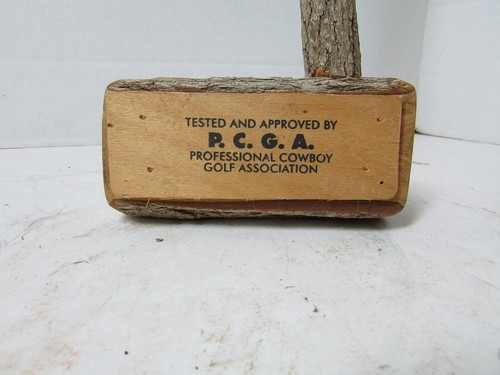 TESTED AND APPROVED BY
P. C. G. A.
PROFESSIONAL COWBOY
GOLF ASSOCIATION